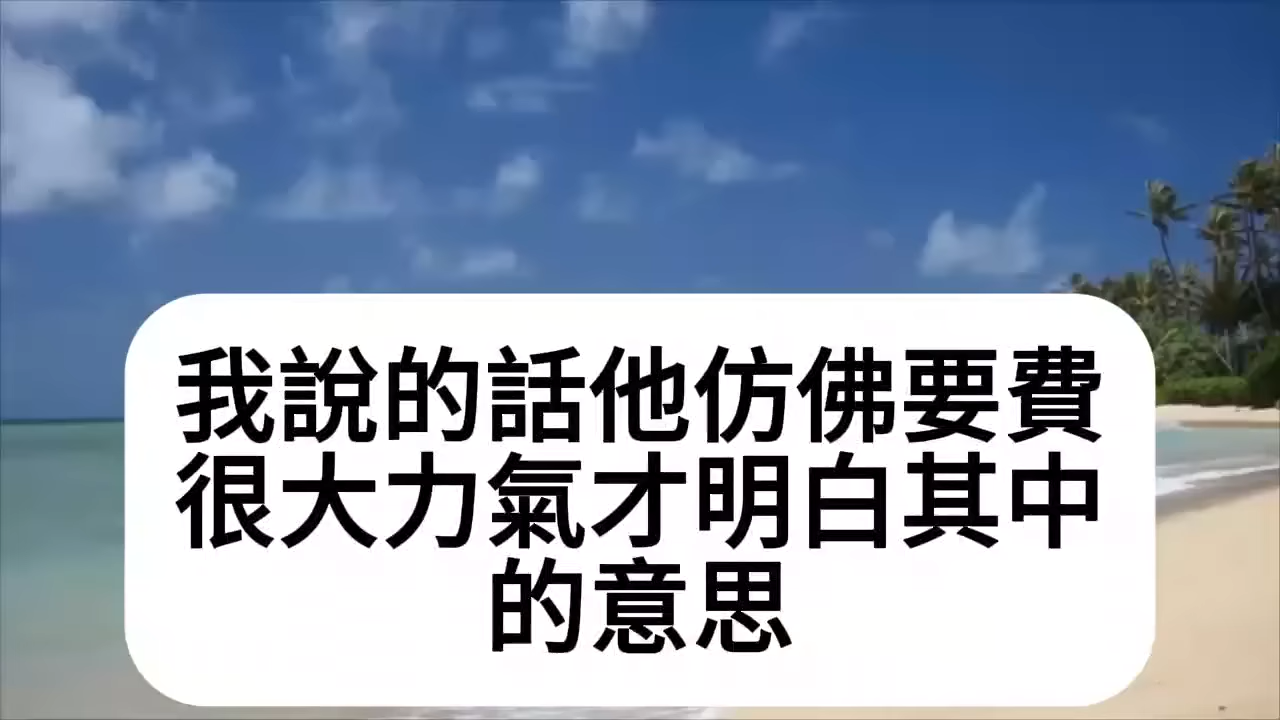 我說的話他仿佛要費
很大力氣才明白其中
的意思